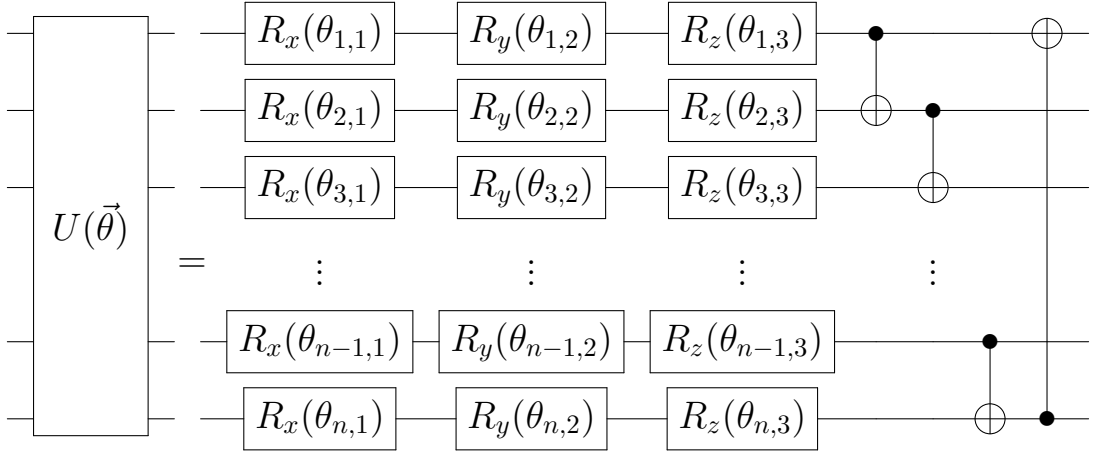 R_x(θ_{1,1}) R_y(θ_{1,2}) R_z(θ_{1,3})
R_x(θ_{2,1}) R_y(θ_{2,2}) R_z(θ_{2,3})
R_x(θ_{3,1}) R_y(θ_{3,2}) R_z(θ_{3,3})
U(\vec{θ}) = ⋮ ⋮ ⋮ ⋮
R_x(θ_{n−1,1}) R_y(θ_{n−1,2}) R_z(θ_{n−1,3})
R_x(θ_{n,1}) R_y(θ_{n,2}) R_z(θ_{n,3})